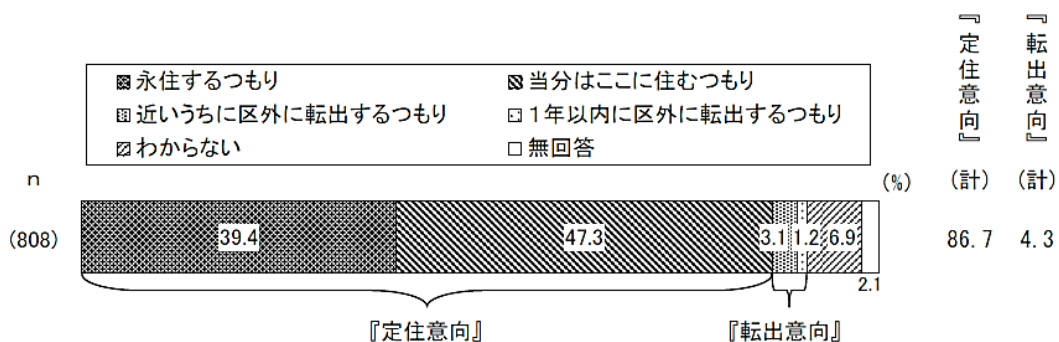 『定住意向』 『転出意向』
永住するつもり 当分はここに住むつもり
近いうちに区外に転出するつもり 1年以内に区外に転出するつもり
わからない 無回答
n (%) (計) (計)
(808) 39.4 47.3 3.1 1.2 6.9 86.7 4.3
2.1
『定住意向』 『転出意向』